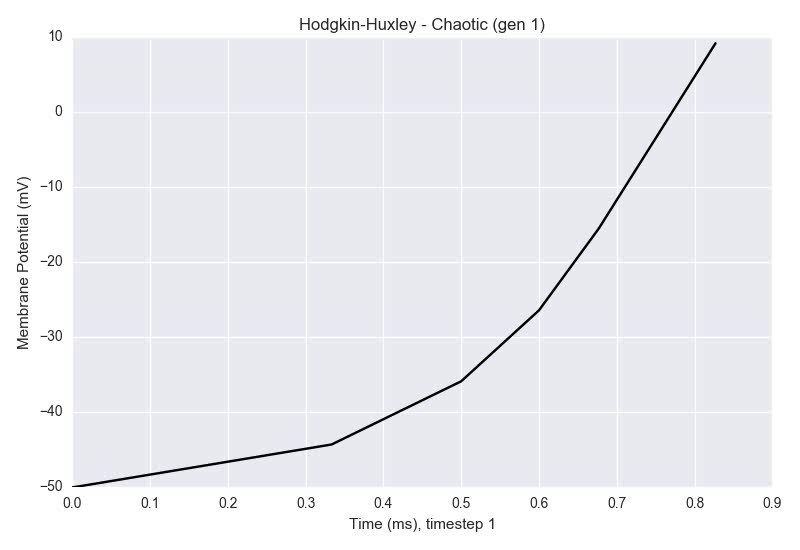 Hodgkin-Huxley - Chaotic (gen 1)
10
0
−10
−20
−30
−40
−50
Membrane Potential (mV)
0.0 0.1 0.2 0.3 0.4 0.5 0.6 0.7 0.8 0.9
Time (ms), timestep 1